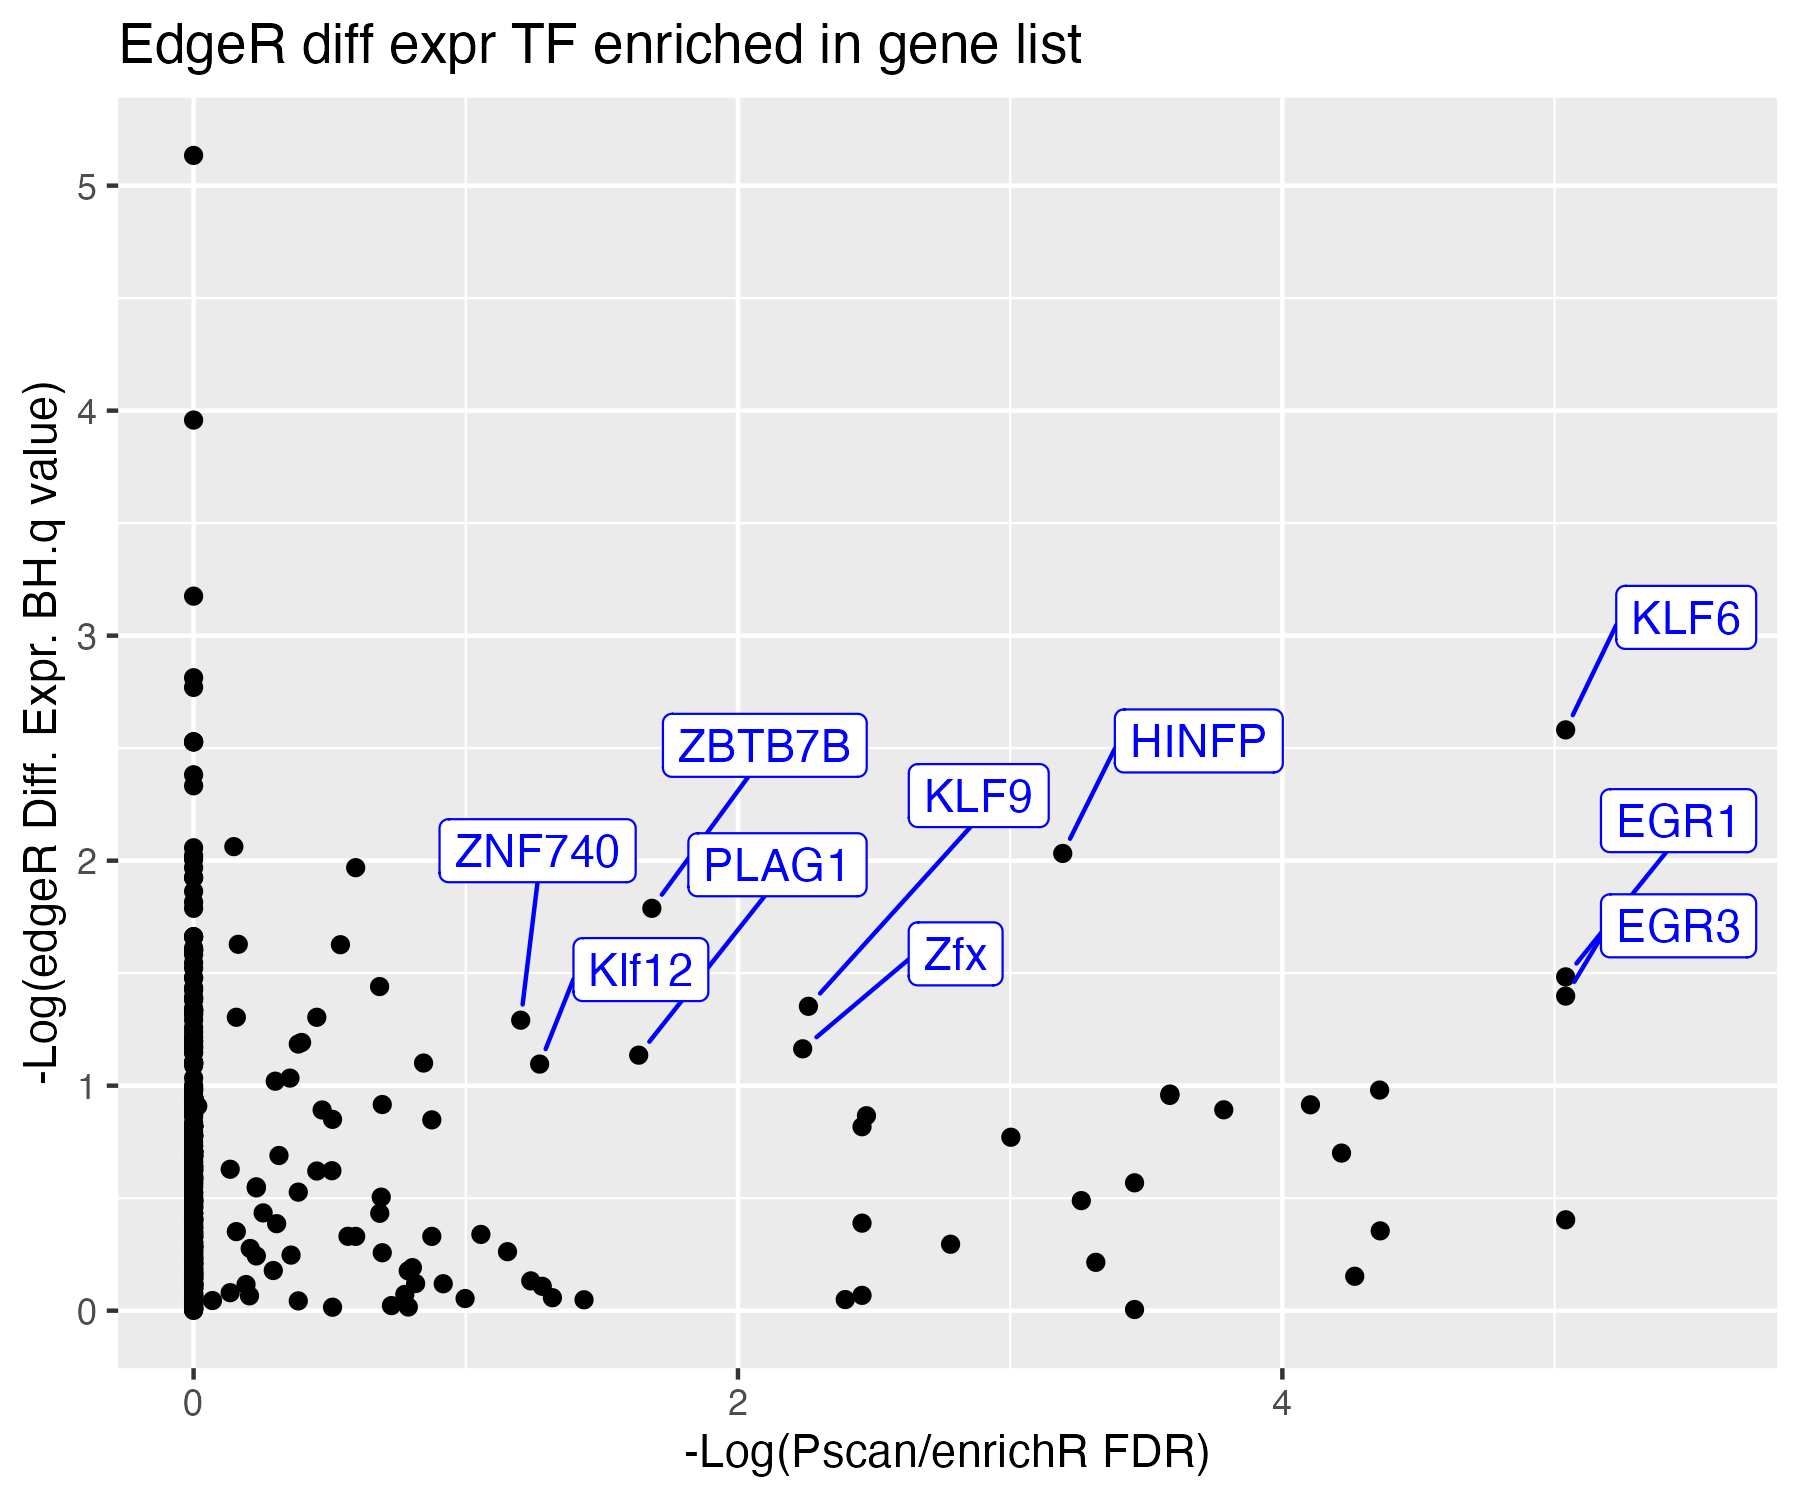 EdgeR diff expr TF enriched in gene list
-Log(edgeR Diff. Expr. BH.q value)
5
4
3
2
1
0
KLF6
ZBTB7B
HINFP
KLF9
EGR1
ZNF740
PLAG1
EGR3
Zfx
Klf12
0
2
4
-Log(Pscan/enrichR FDR)